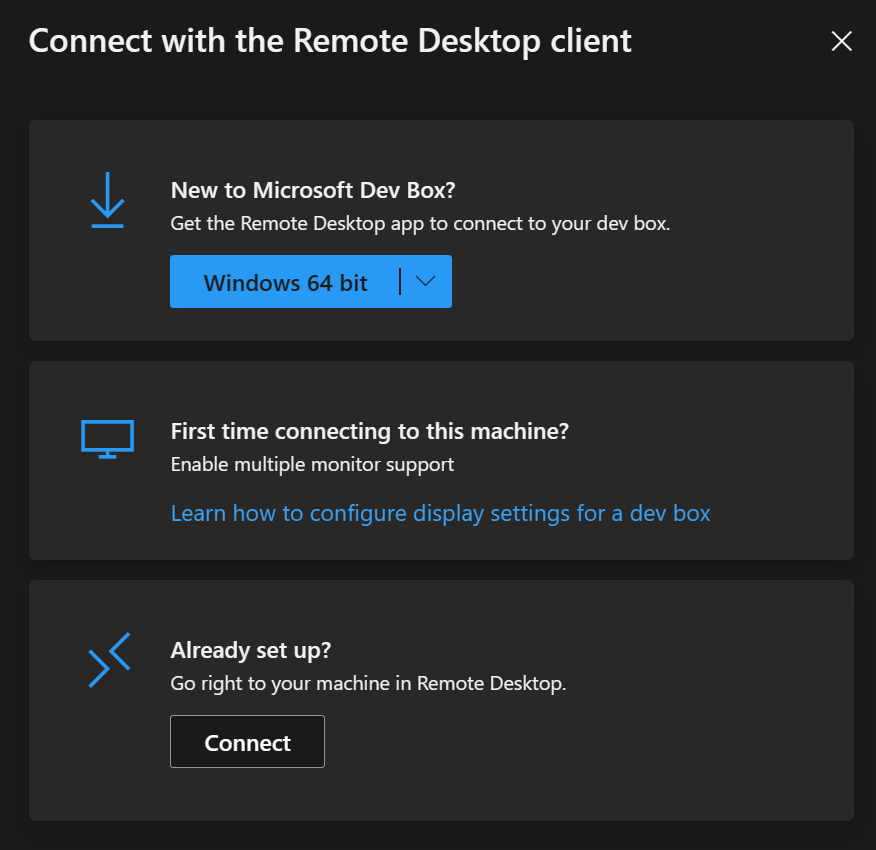 Connect with the Remote Desktop client
New to Microsoft Dev Box?
Get the Remote Desktop app to connect to your dev box.
Windows 64 bit
First time connecting to this machine?
Enable multiple monitor support
Learn how to configure display settings for a dev box
Already set up?
Go right to your machine in Remote Desktop.
Connect